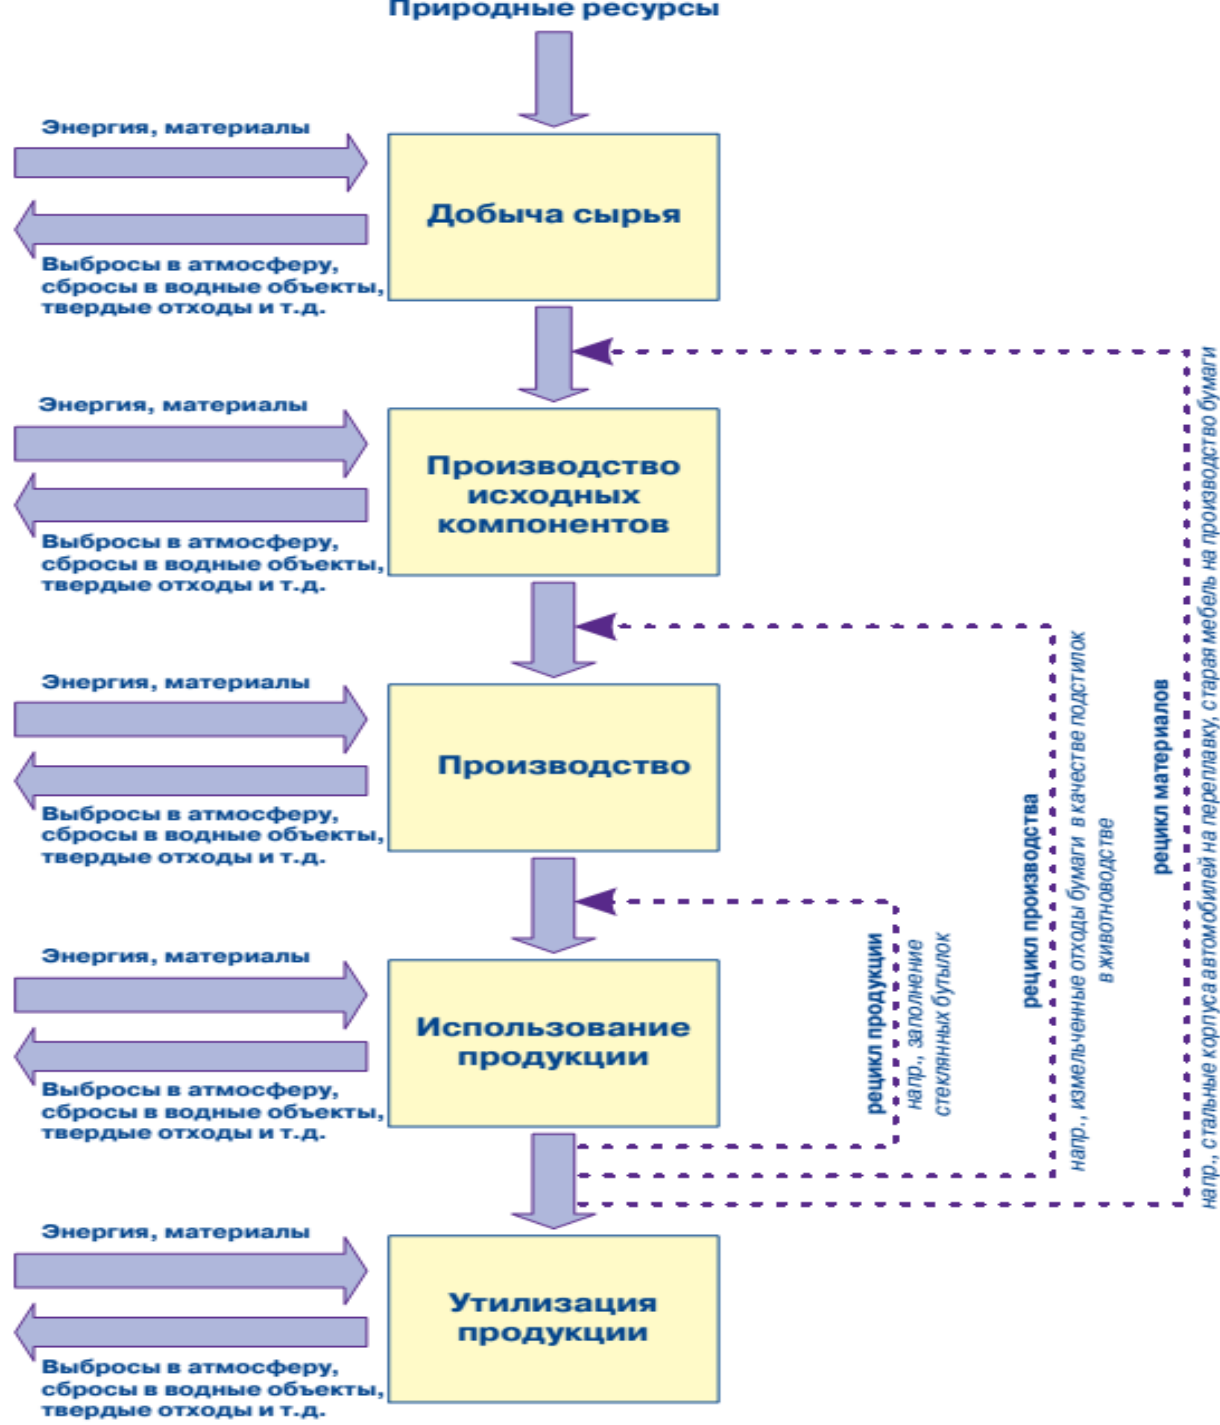 Природные ресурсы
Энергия, материалы
Добыча сырья
Выбросы в атмосферу,
сбросы в водные объекты,
твердые отходы и т.д.
Энергия, материалы
Производство
исходных
компонентов
Выбросы в атмосферу,
сбросы в водные объекты,
твердые отходы и т.д.
Энергия, материалы
Производство
Выбросы в атмосферу,
сбросы в водные объекты,
твердые отходы и т.д.
Энергия, материалы
Использование
продукции
Выбросы в атмосферу,
сбросы в водные объекты,
твердые отходы и т.д.
Энергия, материалы
Утилизация
продукции
Выбросы в атмосферу,
сбросы в водные объекты,
твердые отходы и т.д.
рецикл продукции
напр., заполнение
стеклянных бутылок
рецикл производства
напр., измельченные отходы бумаги в качестве подстилок
в животноводстве
рецикл материалов
напр., стальные корпуса автомобилей на переплавку, старая мебель на производство бумаги